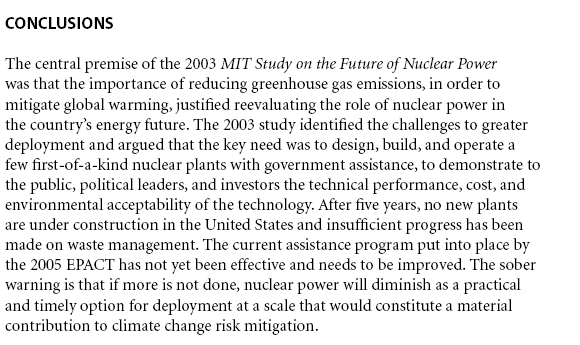 CONCLUSIONS
The central premise of the 2003 MIT Study on the Future of Nuclear Power
was that the importance of reducing greenhouse gas emissions, in order to
mitigate global warming, justified reevaluating the role of nuclear power in
the country's energy future. The 2003 study identified the challenges to greater
deployment and argued that the key need was to design, build, and operate a
few first-of-a-kind nuclear plants with government assistance, to demonstrate to
the public, political leaders, and investors the technical performance, cost, and
environmental acceptability of the technology. After five years, no new plants
are under construction in the United States and insufficient progress has been
made on waste management. The current assistance program put into place by
the 2005 EPACT has not yet been effective and needs to be improved. The sober
warning is that if more is not done, nuclear power will diminish as a practical
and timely option for deployment at a scale that would constitute a material
contribution to climate change risk mitigation.